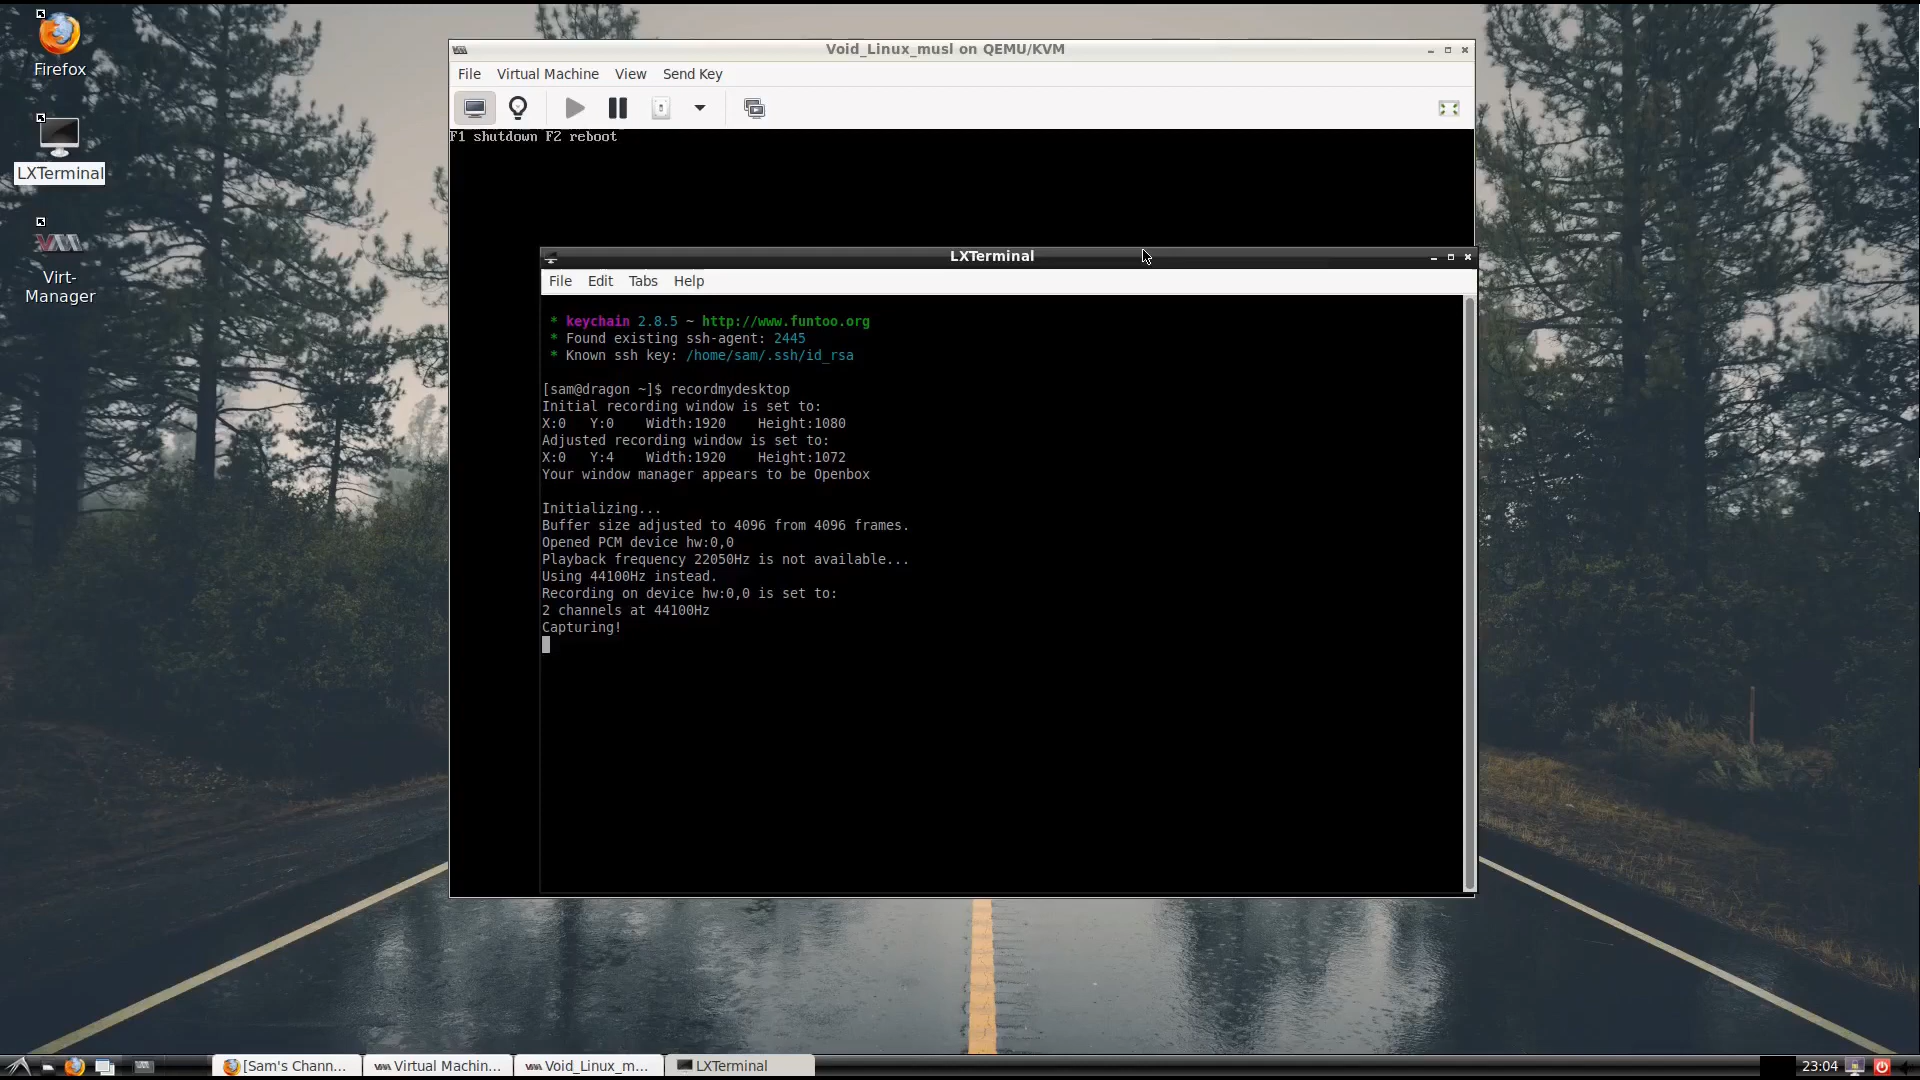 Firefox
LXTerminal
Virt-
Manager
Void_Linux_musl on QEMU/KVM
File Virtual Machine View Send Key
F1 shutdown F2 reboot
LXTerminal
File Edit Tabs Help
* keychain 2.8.5 ~ http://www.funtoo.org
* Found existing ssh-agent: 2445
* Known ssh key: /home/sam/.ssh/id_rsa
[sam@dragon ~]$ recordmydesktop
Initial recording window is set to:
X:0 Y:0 Width:1920 Height:1080
Adjusted recording window is set to:
X:0 Y:4 Width:1920 Height:1072
Your window manager appears to be Openbox
Initializing...
Buffer size adjusted to 4096 from 4096 frames.
Opened PCM device hw:0,0
Playback frequency 22050Hz is not available...
Using 44100Hz instead.
Recording on device hw:0,0 is set to:
2 channels at 44100Hz
Capturing!
[Sam's Chann... Virtual Machin... Void_Linux_m... LXTerminal 23:04